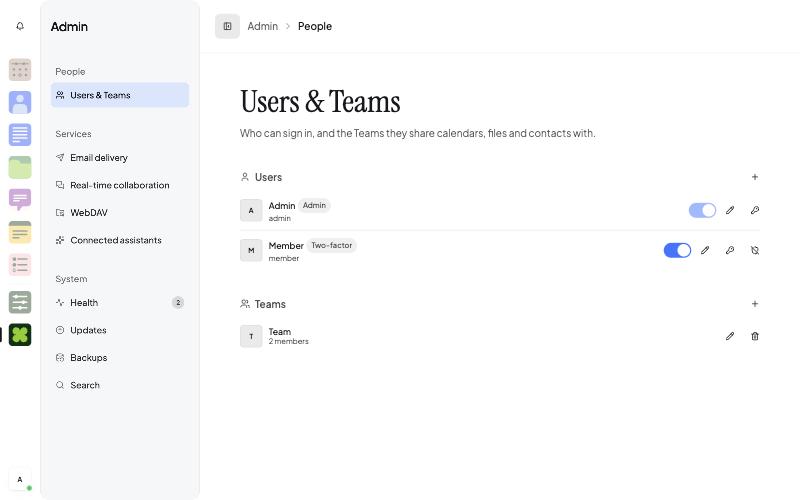 Admin
People
Users & Teams
Services
Email delivery
Real-time collaboration
WebDAV
Connected assistants
System
Health 2
Updates
Backups
Search
A
Admin > People
Users & Teams
Who can sign in, and the Teams they share calendars, files and contacts with.
Users
A Admin Admin
admin
M Member Two-factor
member
Teams
T Team
2 members